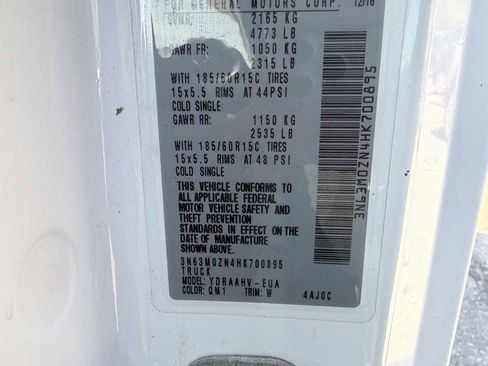 FOR GENERAL MOTORS CORP. 12/16
GVWR: 2165 KG
4773 LB
GAWR FR: 1050 KG
2315 LB
WITH 185/60R15C TIRES
15x5.5 RIMS AT 44PSI
COLD SINGLE
GAWR RR: 1150 KG
2535 LB
WITH 185/60R15C TIRES
15x5.5 RIMS AT 48 PSI
COLD SINGLE
THIS VEHICLE CONFORMS TO
ALL APPLICABLE FEDERAL
MOTOR VEHICLE SAFETY AND
THEFT PREVENTION
STANDARDS IN EFFECT ON THE
DATE OF MANUFACTURE
SHOWN ABOVE.
3N63M0ZN4HK700895
TRUCK
MODEL: YDRAAHV-EUA
COLOR: QM1 TRIM: W 4AJ0C
3N63M0ZN4HK700895